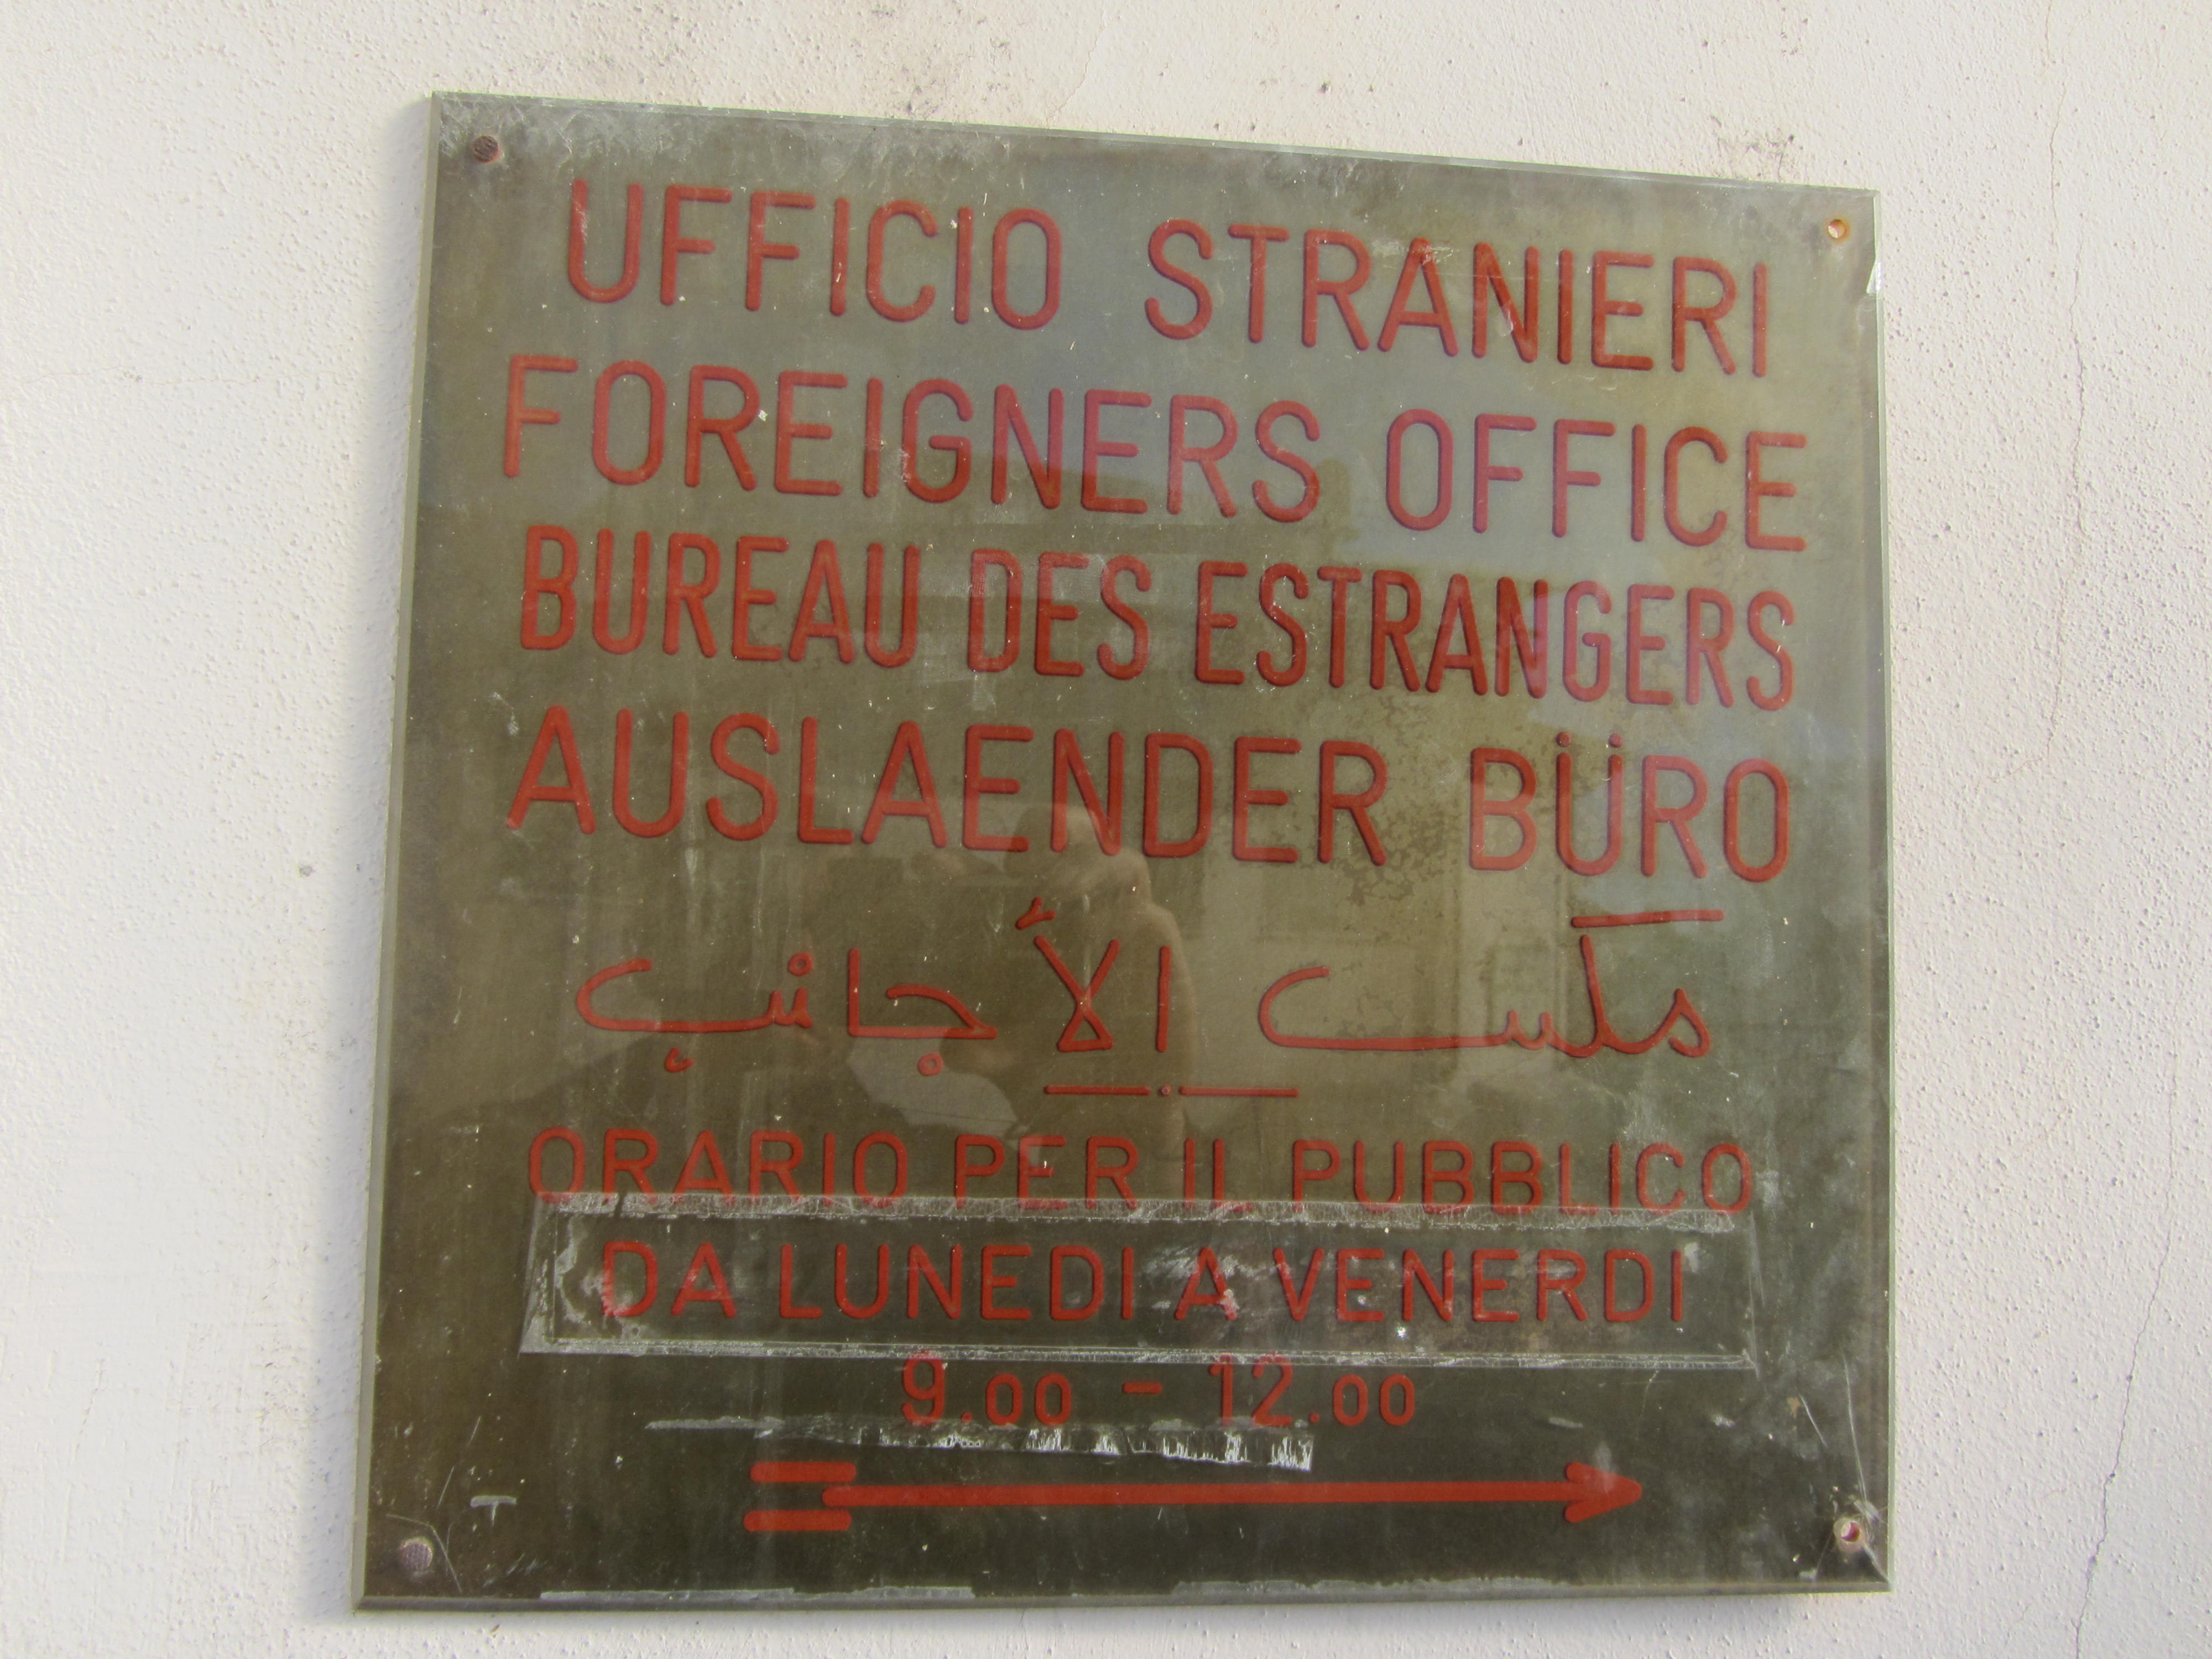 UFFICIO STRANIERI
FOREIGNERS OFFICE
BUREAU DES ESTRANGERS
AUSLAENDER BÜRO
مكتب الأجانب
ORARIO PER IL PUBBLICO
DA LUNEDI A VENERDI
9.00 - 12.00